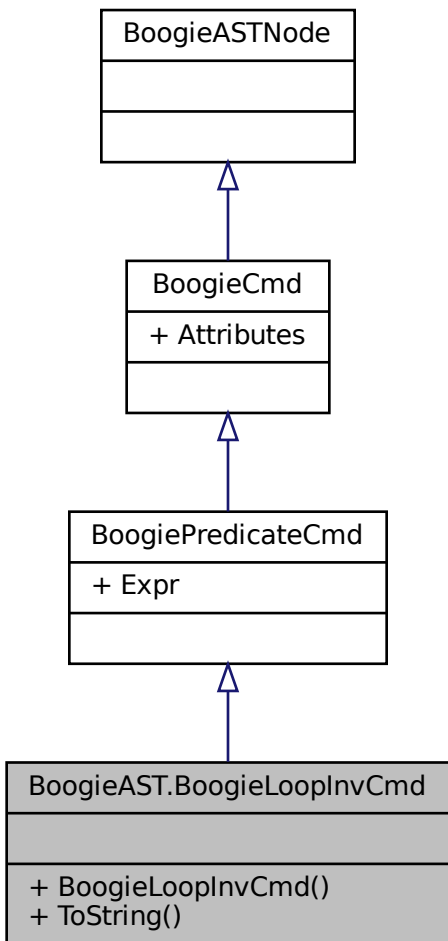 BoogieASTNode
BoogieCmd
+ Attributes
BoogiePredicateCmd
+ Expr
BoogieAST.BoogieLoopInvCmd
+ BoogieLoopInvCmd()
+ ToString()